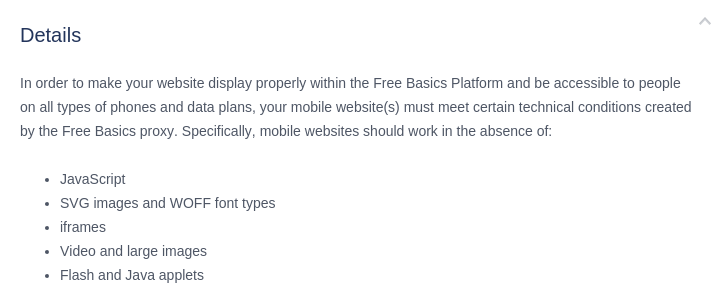 Details
In order to make your website display properly within the Free Basics Platform and be accessible to people
on all types of phones and data plans, your mobile website(s) must meet certain technical conditions created
by the Free Basics proxy. Specifically, mobile websites should work in the absence of:
• JavaScript
• SVG images and WOFF font types
• iframes
• Video and large images
• Flash and Java applets